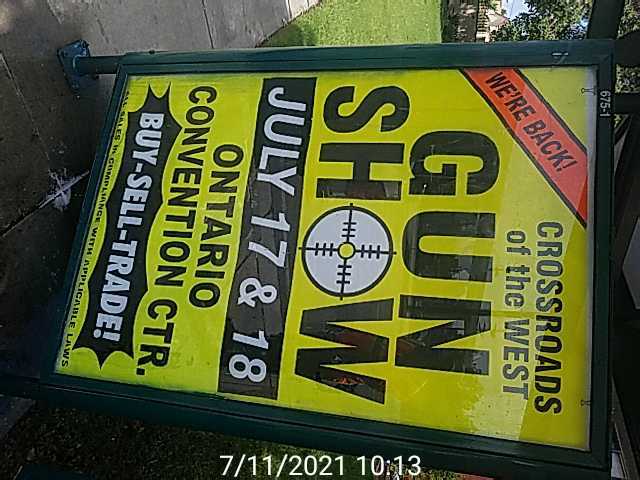 675-1
WE'RE BACK!
CROSSROADS
of the WEST
GUN
SHOW
JULY 17 & 18
ONTARIO
CONVENTION CTR.
BUY-SELL-TRADE!
ALL SALES IN COMPLIANCE WITH APPLICABLE LAWS
7/11/2021 10:13